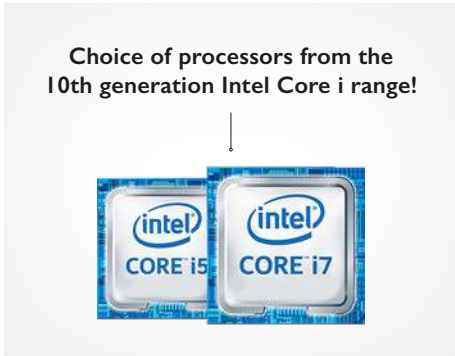 Choice of processors from the
10th generation Intel Core i range!
intel
CORE i5
intel
CORE i7